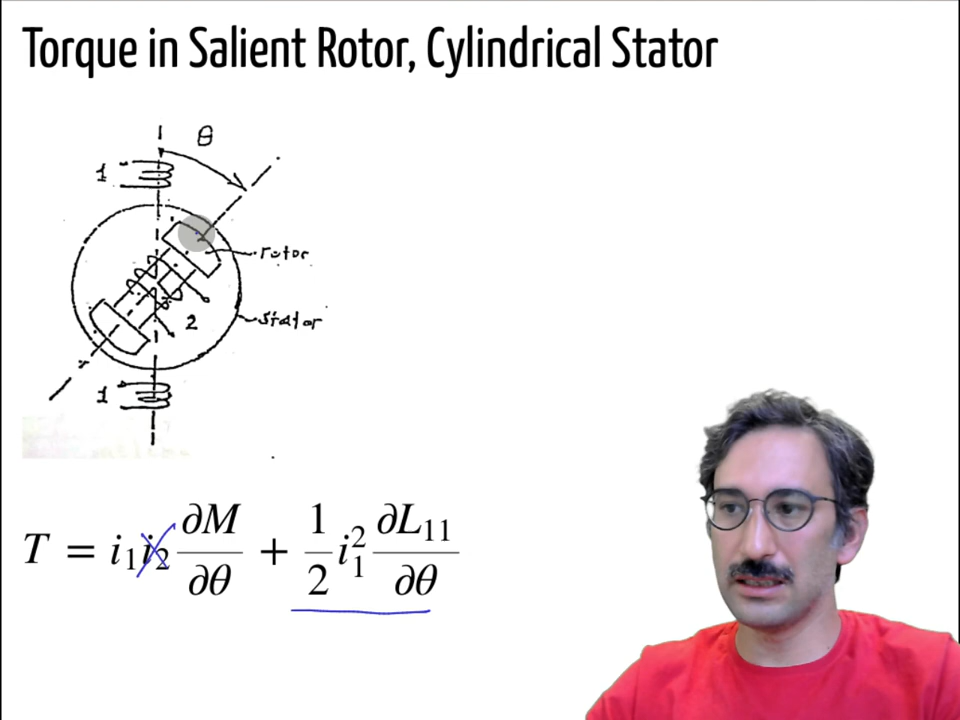 Torque in Salient Rotor, Cylindrical Stator
θ
1
rotor
2
stator
1
T = i₁i₂ ∂M/∂θ + 1/2 i₁² ∂L₁₁/∂θ